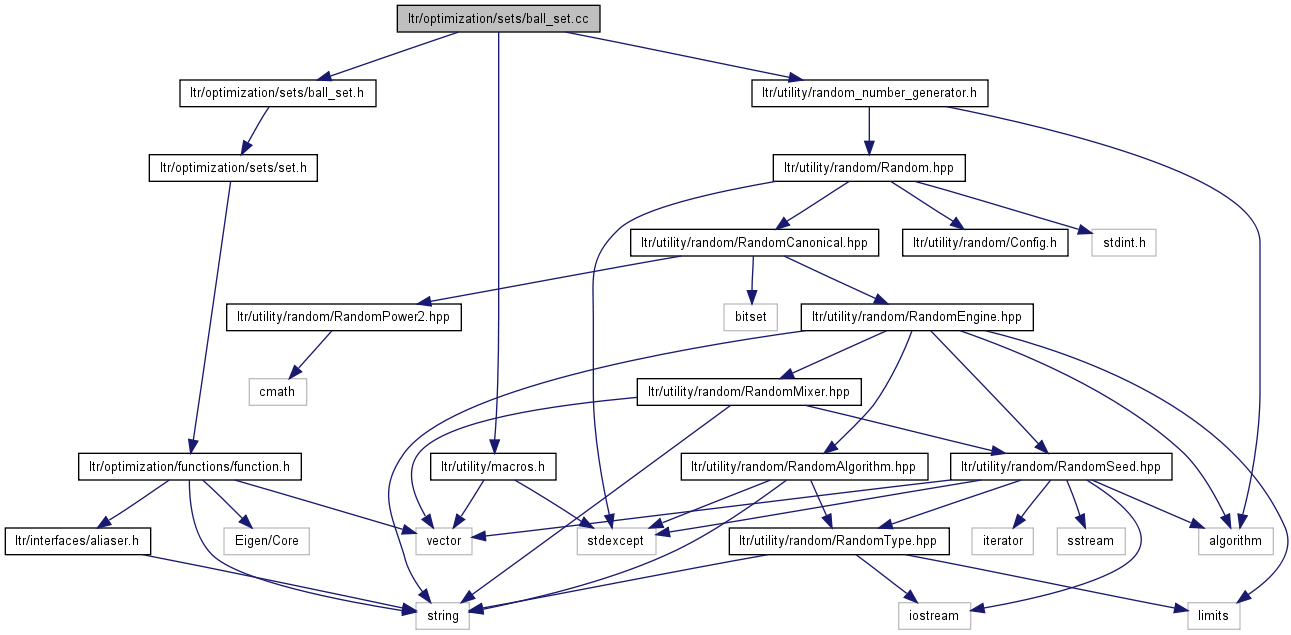 ltr/optimization/sets/ball_set.cc
ltr/optimization/sets/ball_set.h
ltr/utility/random_number_generator.h
ltr/optimization/sets/set.h
ltr/utility/random/Random.hpp
ltr/utility/random/RandomCanonical.hpp
ltr/utility/random/Config.h
stdint.h
ltr/utility/random/RandomPower2.hpp
bitset
ltr/utility/random/RandomEngine.hpp
cmath
ltr/utility/random/RandomMixer.hpp
ltr/optimization/functions/function.h
ltr/utility/macros.h
ltr/utility/random/RandomAlgorithm.hpp
ltr/utility/random/RandomSeed.hpp
ltr/interfaces/aliaser.h
Eigen/Core
vector
stdexcept
ltr/utility/random/RandomType.hpp
iterator
sstream
algorithm
string
iostream
limits